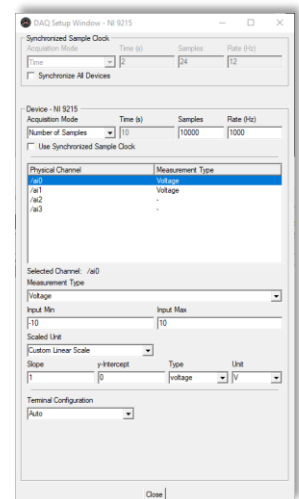 DAQ Setup Window - NI 9215
Synchronized Sample Clock
Acquisition Mode Time (s) Samples Rate (Hz)
Time 2 24 12
Synchronize All Devices
Device - NI 9215
Acquisition Mode Time (s) Samples Rate (Hz)
Number of Samples 10 10000 1000
Use Synchronized Sample Clock
Physical Channel Measurement Type
/ai0 Voltage
/ai1 Voltage
/ai2 -
/ai3 -
Selected Channel: /ai0
Measurement Type
Voltage
Input Min Input Max
-10 10
Scaled Unit
Custom Linear Scale
Slope y-Intercept Type Unit
1 0 voltage V
Terminal Configuration
Auto
Close